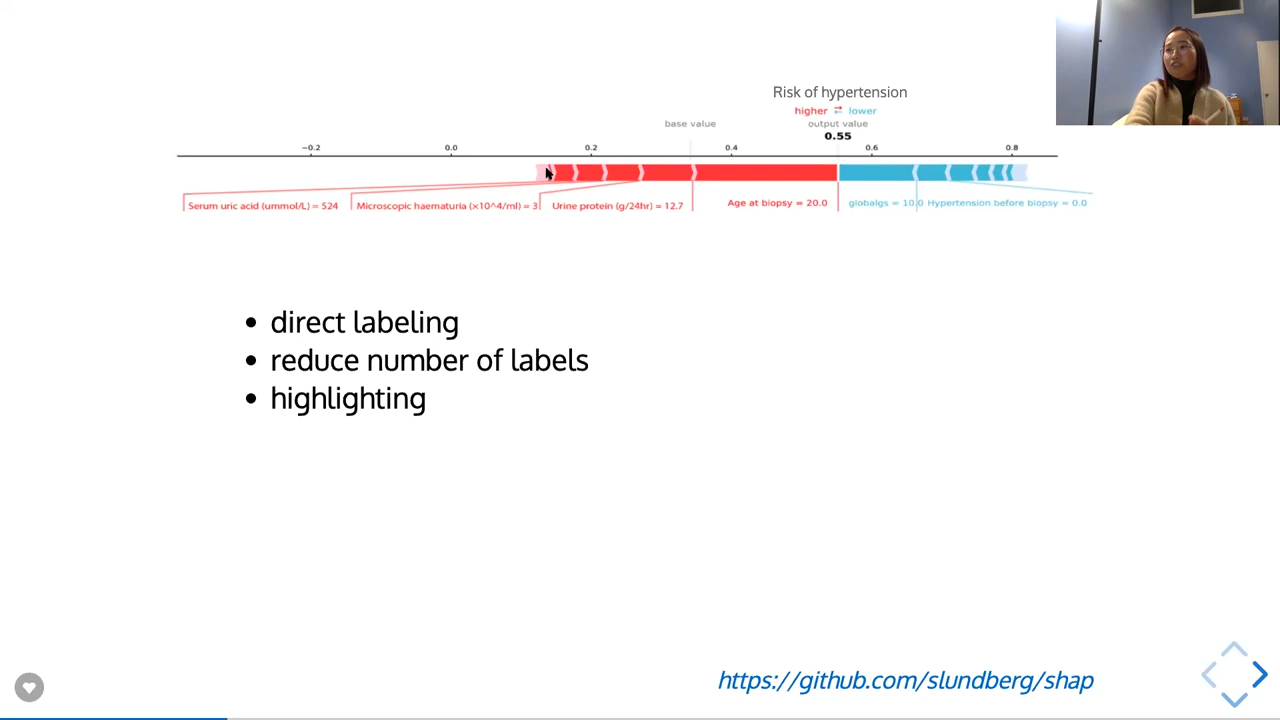 Risk of hypertension
higher ⇄ lower
base value
output value
0.55
−0.2 0.0 0.2 0.4 0.6 0.8
Serum uric acid (ummol/L) = 524 Microscopic haematuria (×10^4/ml) = 3 Urine protein (g/24hr) = 12.7 Age at biopsy = 20.0 globalgs = 10.0 Hypertension before biopsy = 0.0
• direct labeling
• reduce number of labels
• highlighting
https://github.com/slundberg/shap